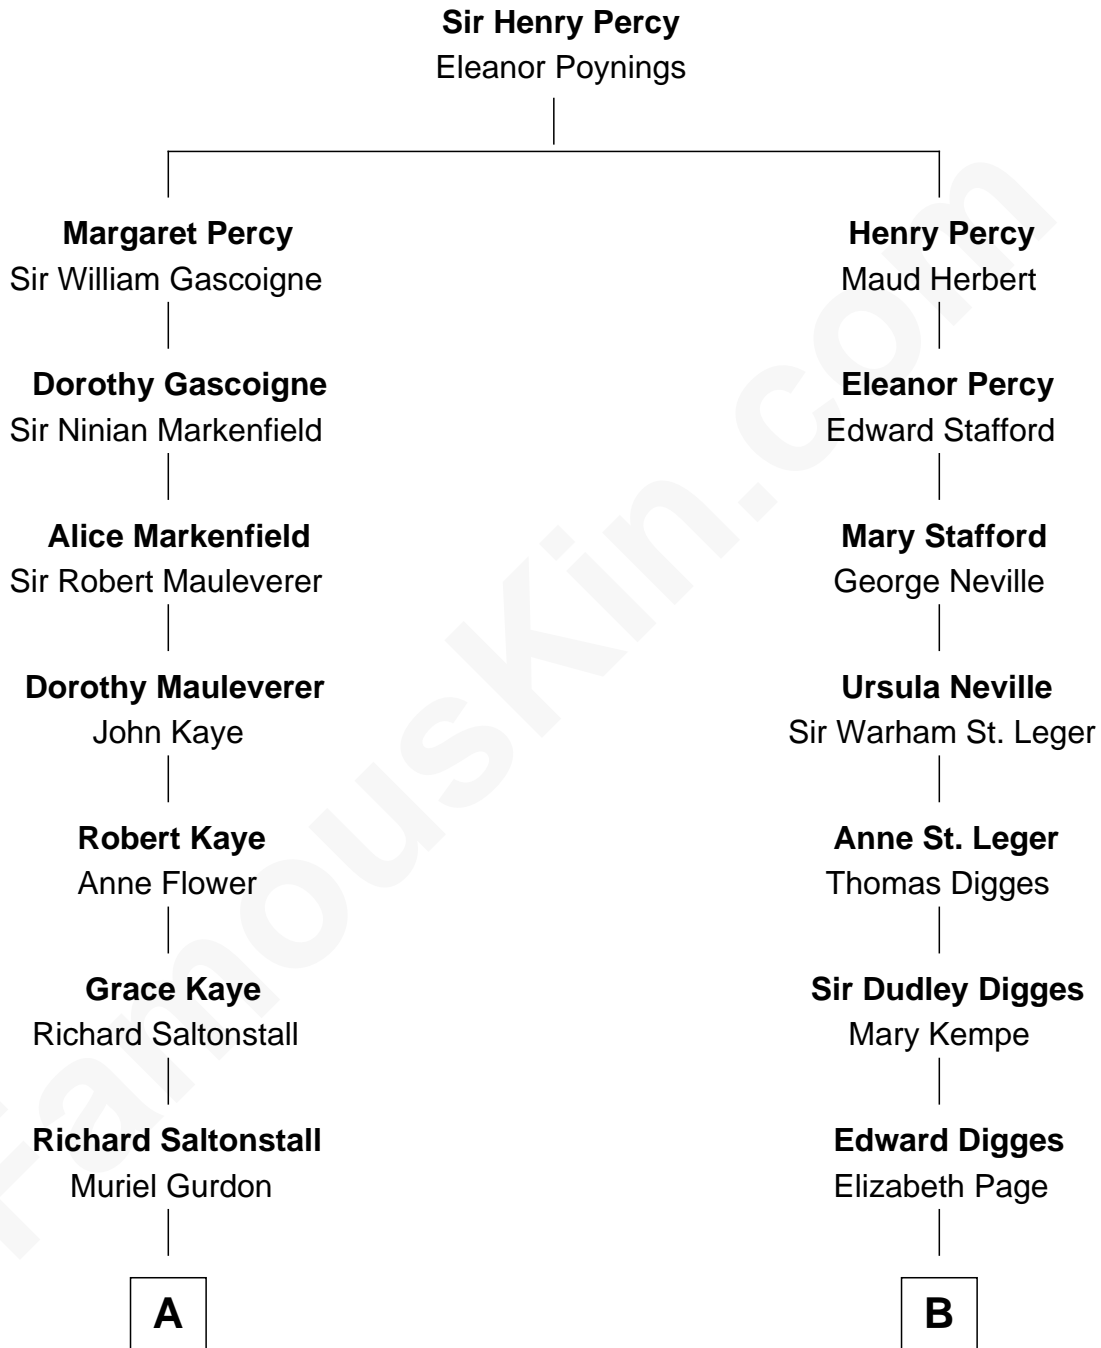 Sir Henry Percy
Eleanor Poynings
Margaret Percy
Sir William Gascoigne
Henry Percy
Maud Herbert
Dorothy Gascoigne
Sir Ninian Markenfield
Eleanor Percy
Edward Stafford
Alice Markenfield
Sir Robert Mauleverer
Mary Stafford
George Neville
Dorothy Mauleverer
John Kaye
Ursula Neville
Sir Warham St. Leger
Robert Kaye
Anne Flower
Anne St. Leger
Thomas Digges
Grace Kaye
Richard Saltonstall
Sir Dudley Digges
Mary Kempe
Richard Saltonstall
Muriel Gurdon
Edward Digges
Elizabeth Page
A
B
FamousKin.com